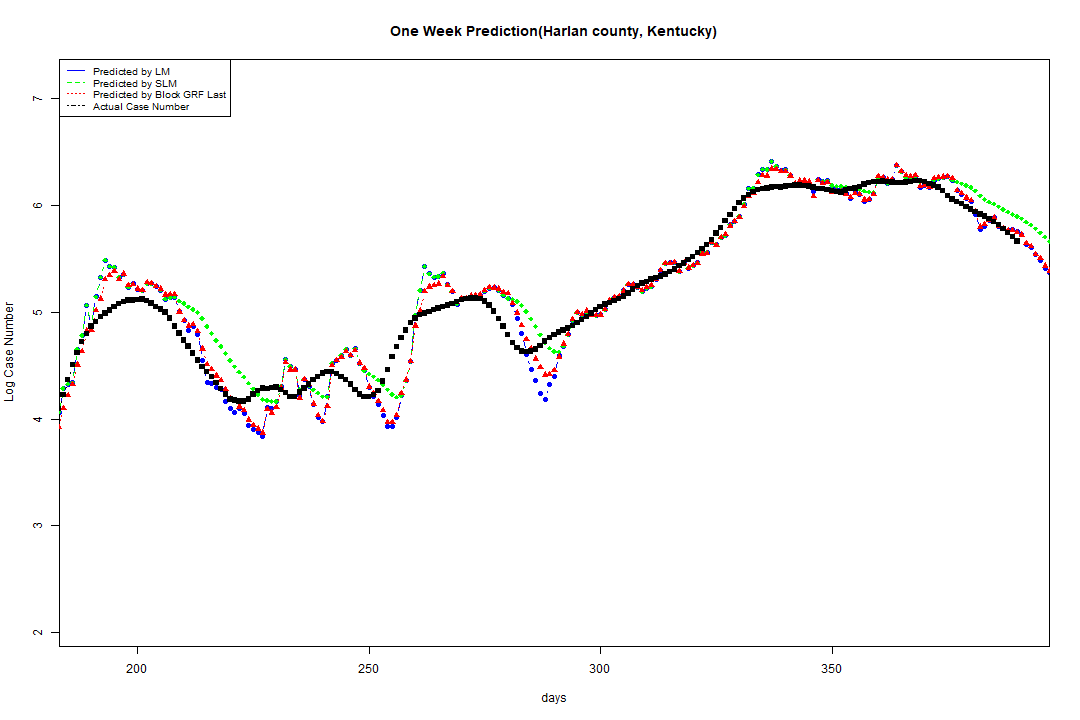 One Week Prediction(Harlan county, Kentucky)
Predicted by LM
Predicted by SLM
Predicted by Block GRF Last
Actual Case Number
7
6
5
4
3
2
Log Case Number
200 250 300 350
days